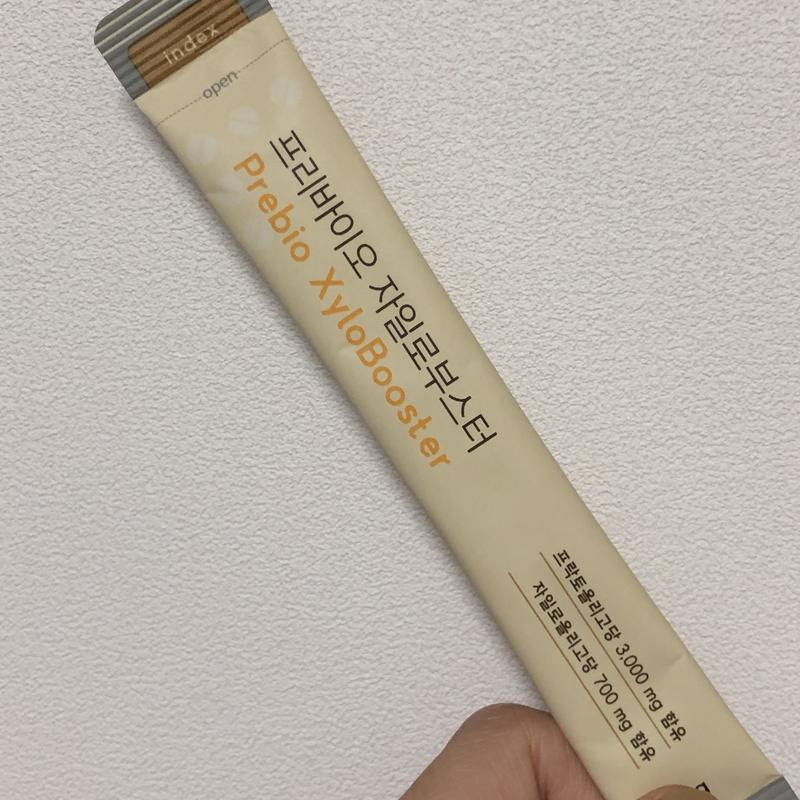 index
open
프리바이오 자일로부스터
Prebio XyloBooster
프락토올리고당 3,000 mg 함유
자일로올리고당 700 mg 함유